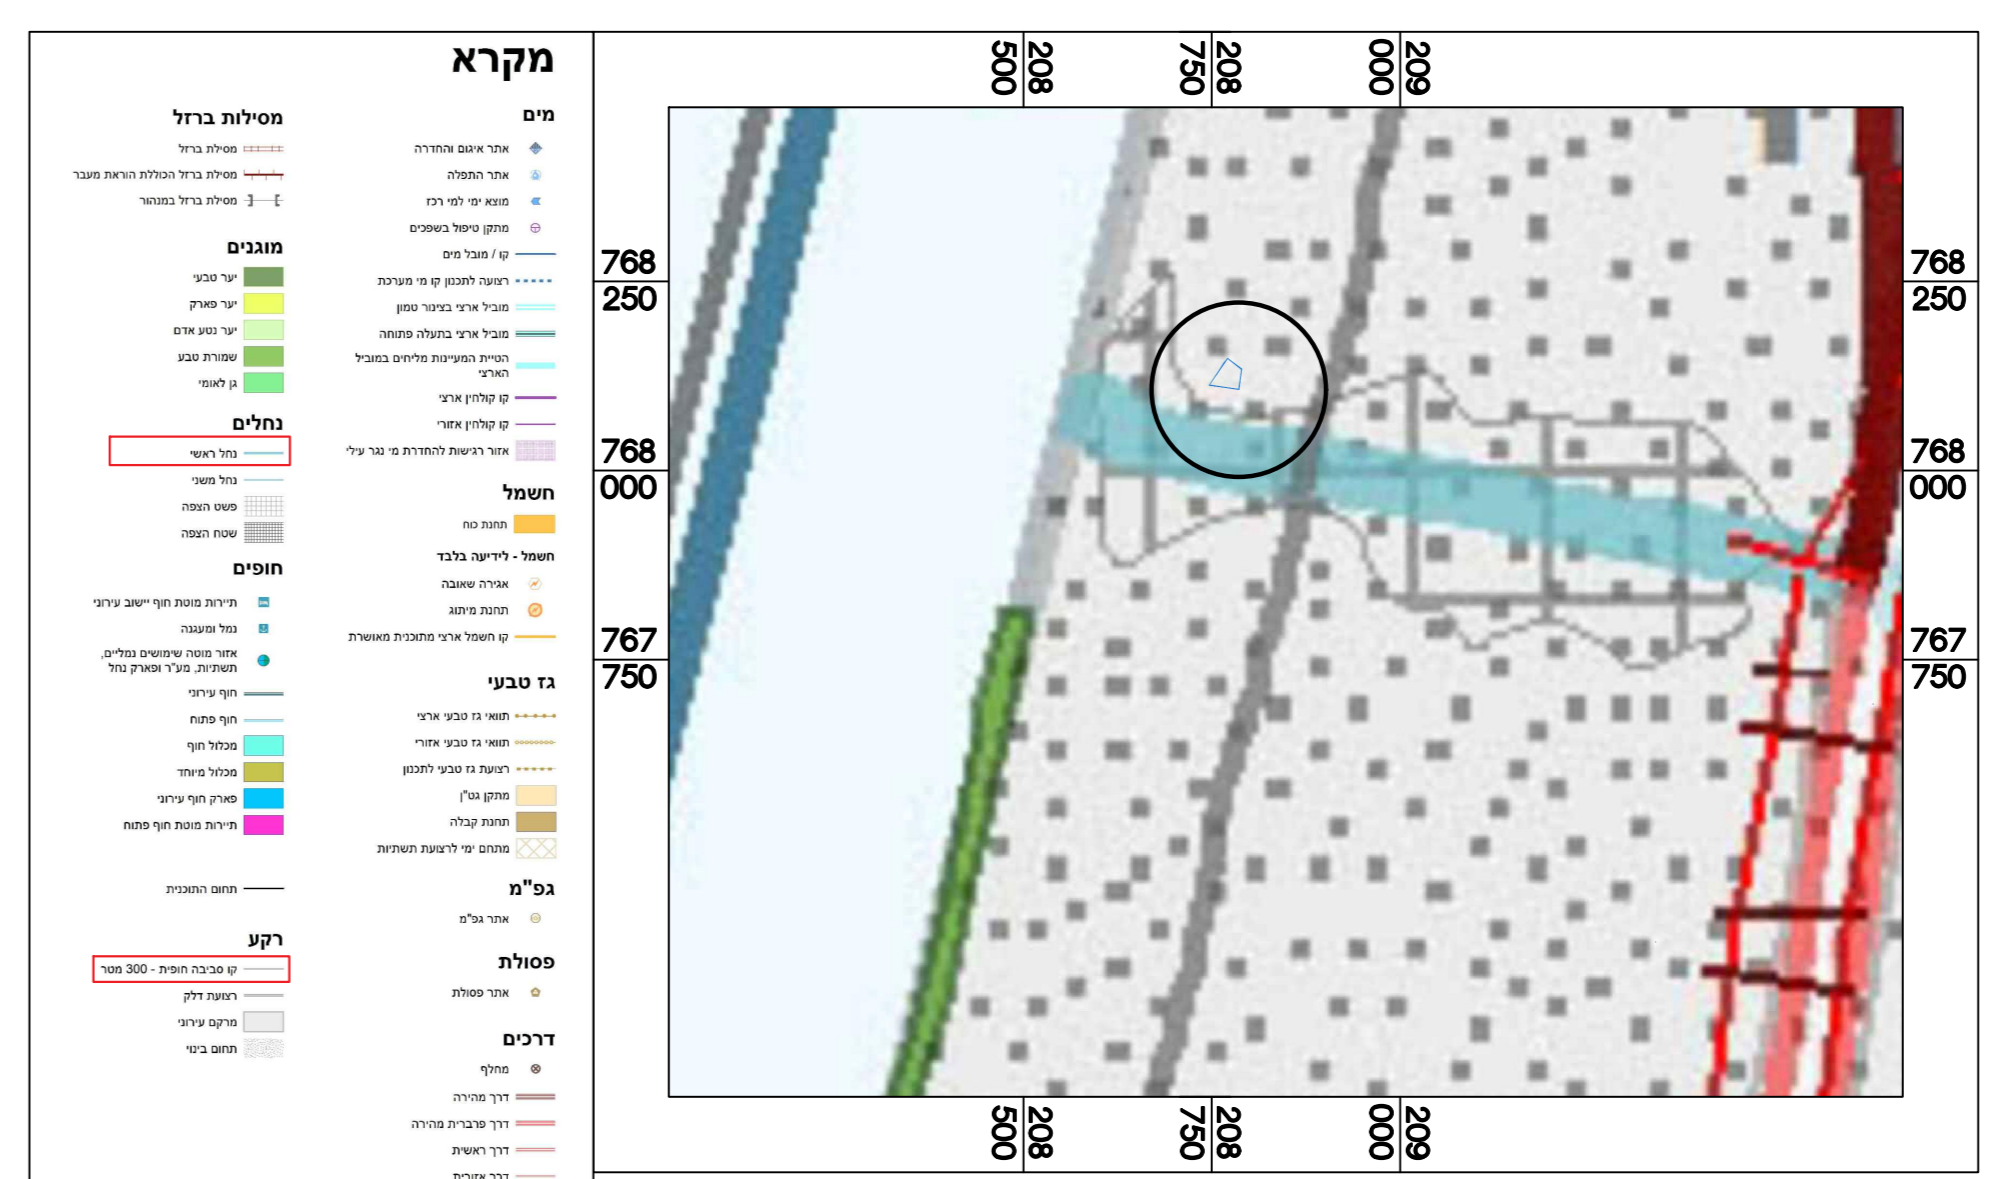 מקרא
מים
אתר איגום והחדרה
אתר התפלה
מוצא ימי למי רכז
מתקן טיפול בשפכים
קו / מובל מים
רצועה לתכנון קו מי מערכת
מוביל ארצי בצינור טמון
מוביל ארצי בתעלה פתוחה
הטיית המעיינות מליחים במוביל
הארצי
קו קולחין ארצי
קו קולחין אזורי
אזור רגישות להחדרת מי נגר עילי
חשמל
תחנת כוח
חשמל - לידיעה בלבד
אגירה שאובה
תחנת מיתוג
קו חשמל ארצי מתוכנית מאושרת
גז טבעי
תוואי גז טבעי ארצי
תוואי גז טבעי אזורי
רצועת גז טבעי לתכנון
מתקן גט"ן
תחנת קבלה
מתחם ימי לרצועת תשתיות
גפ"מ
אתר גפ"מ
פסולת
אתר פסולת
דרכים
מחלף
דרך מהירה
דרך פרברית מהירה
דרך ראשית
דרך אזורית
מסילות ברזל
מסילת ברזל
מסילת ברזל הכוללת הוראת מעבר
מסילת ברזל במנהור
מוגנים
יער טבעי
יער פארק
יער נטע אדם
שמורת טבע
גן לאומי
נחלים
נחל ראשי
נחל משני
פשט הצפה
שטח הצפה
חופים
תיירות מוטת חוף יישוב עירוני
נמל ומעגנה
אזור מוטה שימושים נמליים,
תשתיות, מע"ר ופארק נחל
חוף עירוני
חוף פתוח
מכלול חוף
מכלול מיוחד
פארק חוף עירוני
תיירות מוטת חוף פתוח
תחום התוכנית
רקע
קו סביבה חופית - 300 מטר
רצועת דלק
מרקם עירוני
תחום בינוי
208
500
208
750
209
000
768
250
768
250
768
000
768
000
767
750
767
750
208
500
208
750
209
000